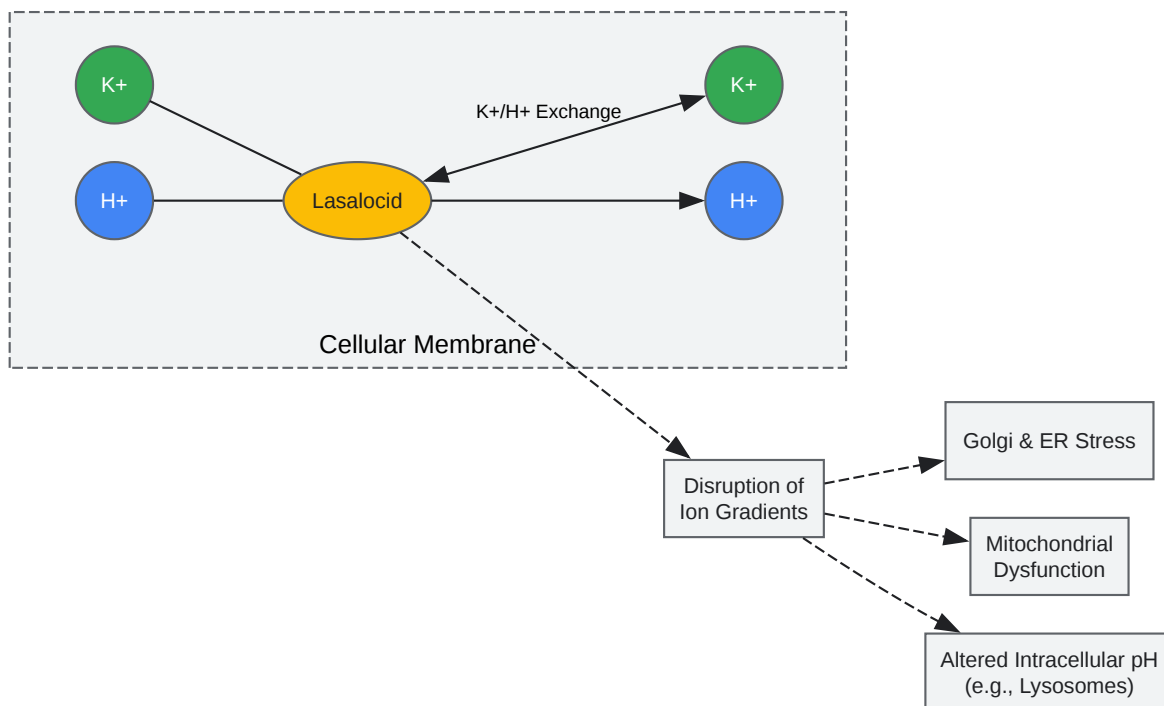 K+
K+/H+ Exchange
K+
H+
Lasalocid
H+
Cellular Membrane
Golgi & ER Stress
Disruption of
Ion Gradients
Mitochondrial
Dysfunction
Altered Intracellular pH
(e.g., Lysosomes)